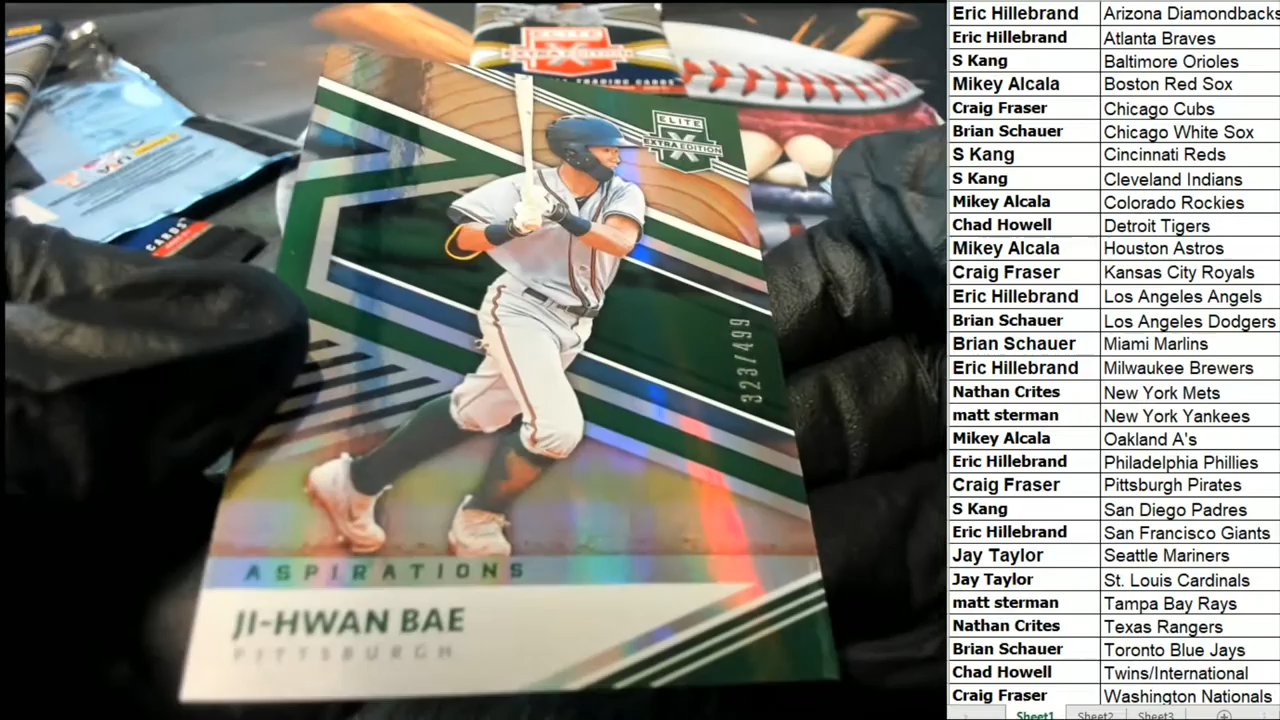 ELITE
EXTRA EDITION
TRADING CARDS
CARDS
ELITE
X
EXTRA EDITION
323/499
ASPIRATIONS
JI-HWAN BAE
PITTSBURGH
Eric Hillebrand Arizona Diamondbacks
Eric Hillebrand Atlanta Braves
S Kang Baltimore Orioles
Mikey Alcala Boston Red Sox
Craig Fraser Chicago Cubs
Brian Schauer Chicago White Sox
S Kang Cincinnati Reds
S Kang Cleveland Indians
Mikey Alcala Colorado Rockies
Chad Howell Detroit Tigers
Mikey Alcala Houston Astros
Craig Fraser Kansas City Royals
Eric Hillebrand Los Angeles Angels
Brian Schauer Los Angeles Dodgers
Brian Schauer Miami Marlins
Eric Hillebrand Milwaukee Brewers
Nathan Crites New York Mets
matt sterman New York Yankees
Mikey Alcala Oakland A's
Eric Hillebrand Philadelphia Phillies
Craig Fraser Pittsburgh Pirates
S Kang San Diego Padres
Eric Hillebrand San Francisco Giants
Jay Taylor Seattle Mariners
Jay Taylor St. Louis Cardinals
matt sterman Tampa Bay Rays
Nathan Crites Texas Rangers
Brian Schauer Toronto Blue Jays
Chad Howell Twins/International
Craig Fraser Washington Nationals
Sheet1 Sheet2 Sheet3